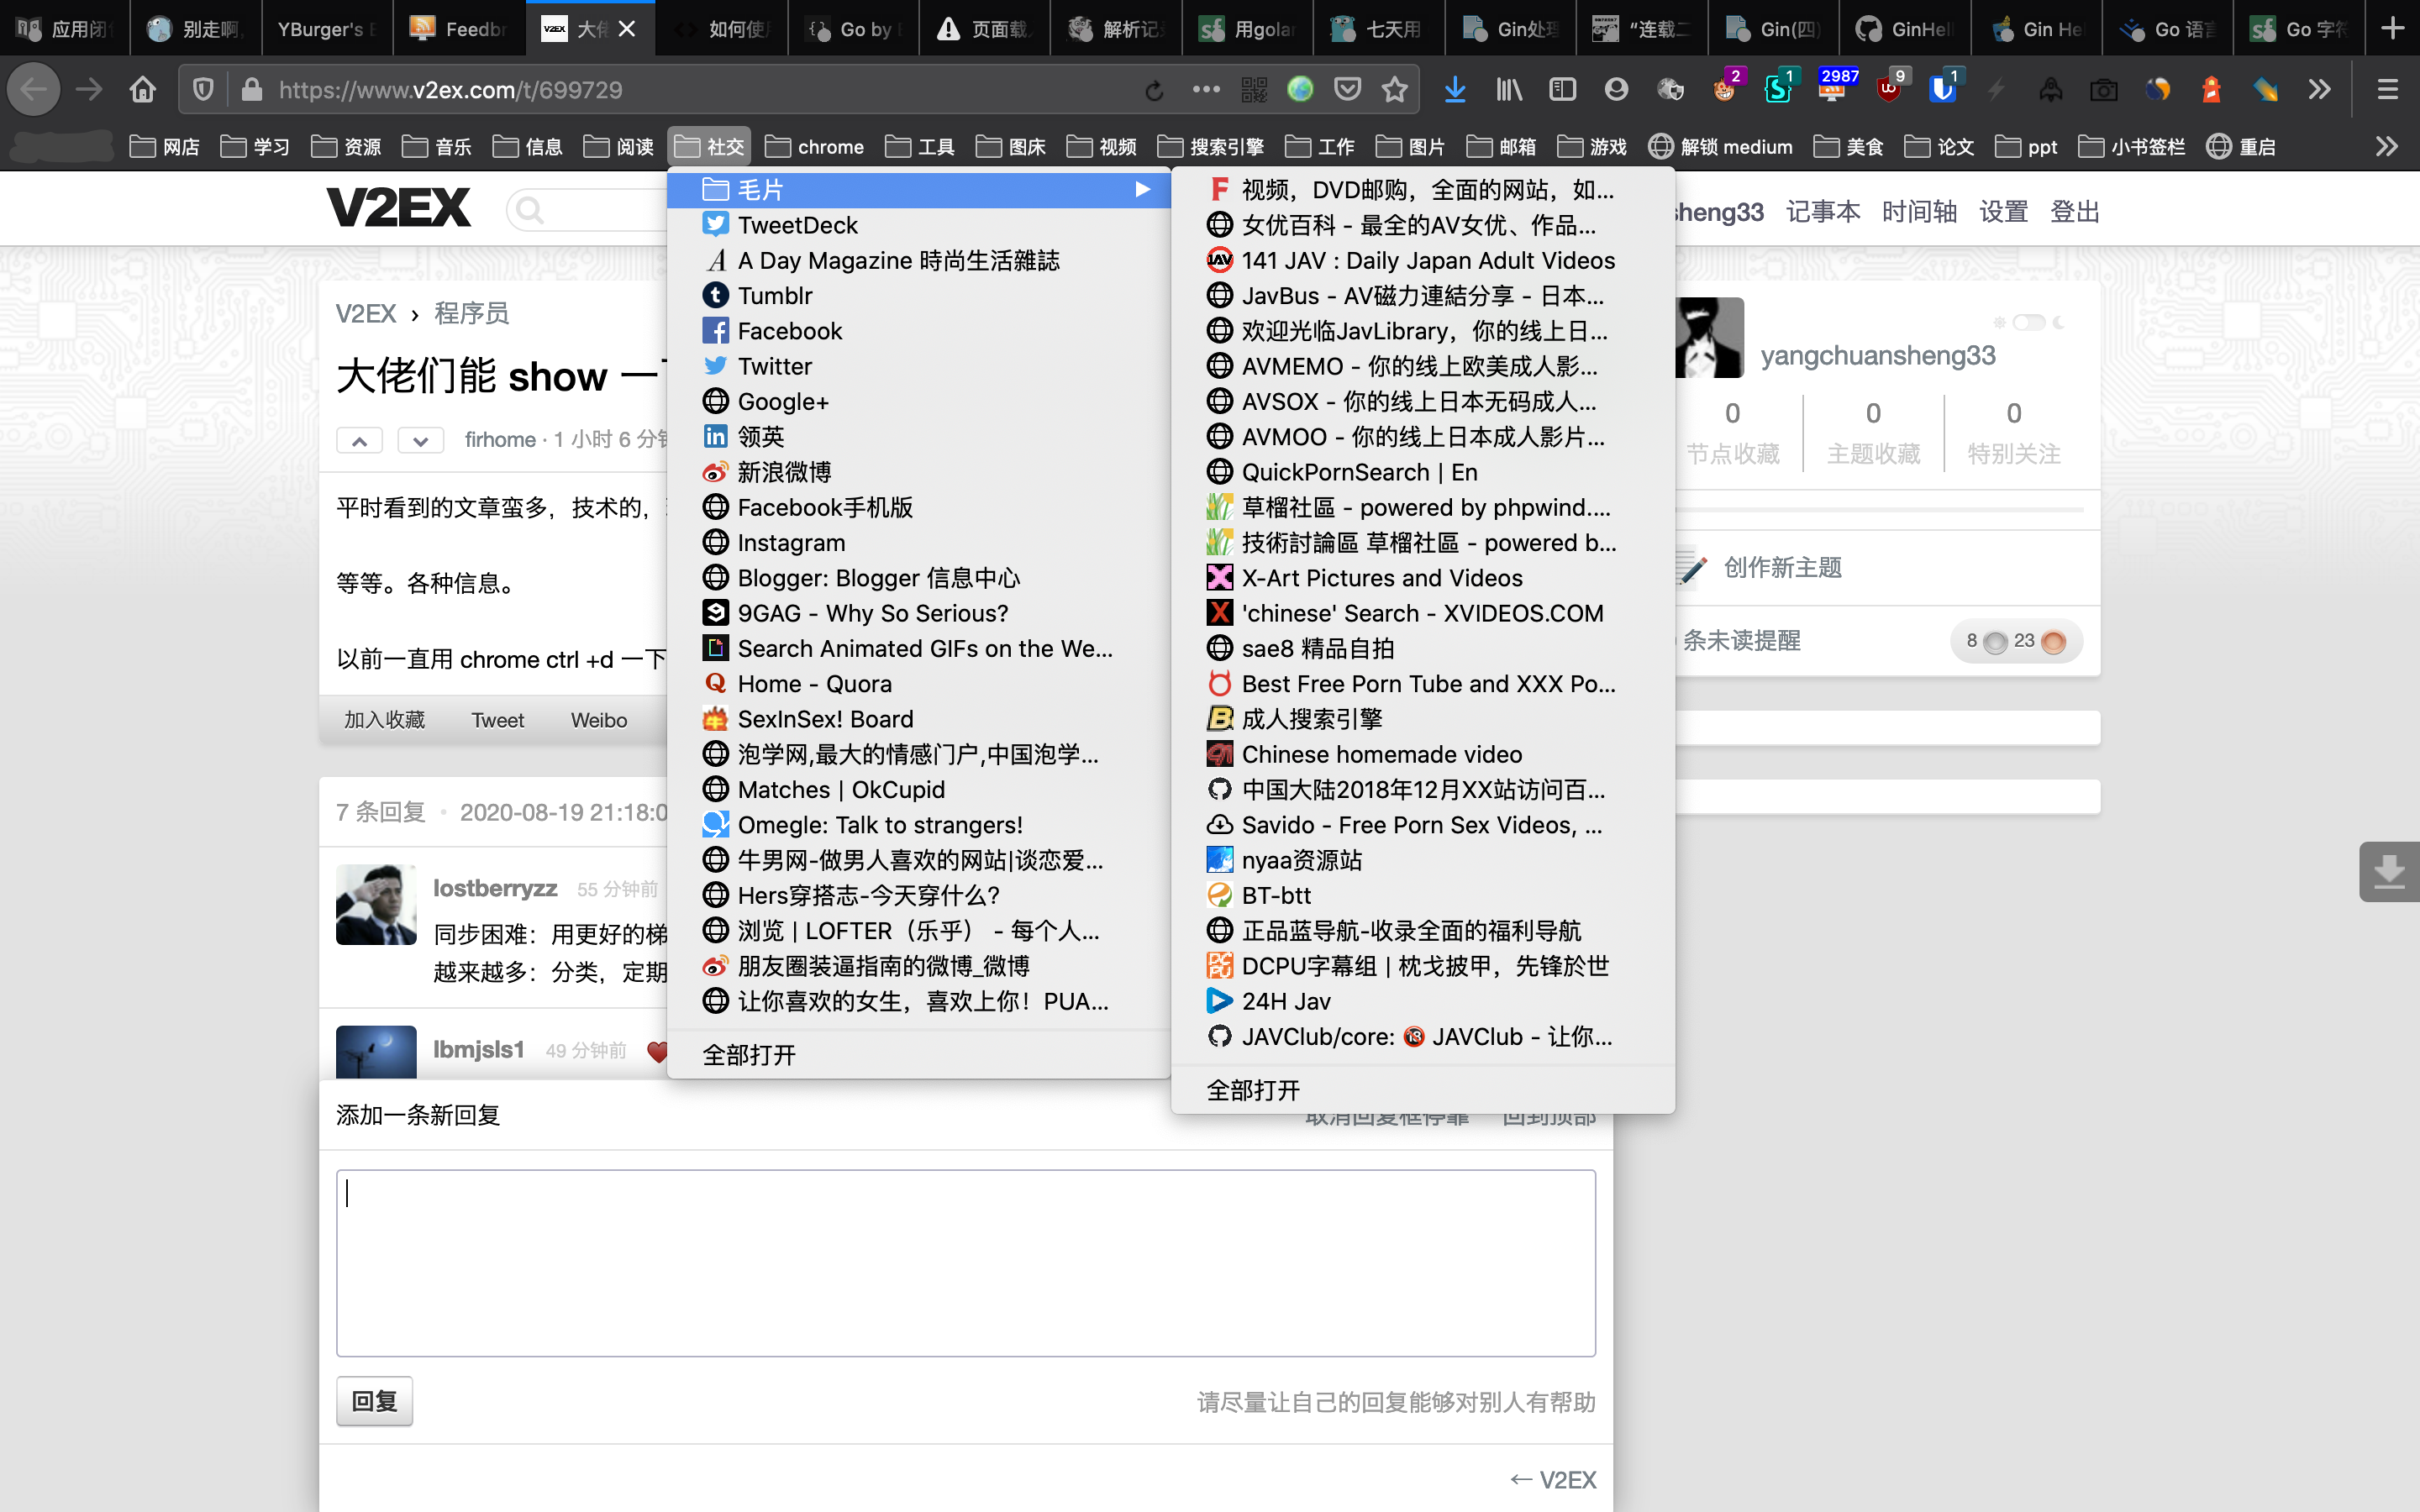 应用闭
别走啊,
YBurger's
Feedbr
大佬
如何使
Go by
页面载
解析记
用golan
七天用
Gin处理
“连载二
Gin(四)
GinHell
Gin He
Go 语言
Go 字符
https://www.v2ex.com/t/699729
2
1
2987
9
1
网店
学习
资源
音乐
信息
阅读
社交
chrome
工具
图床
视频
搜索引擎
工作
图片
邮箱
游戏
解锁 medium
美食
论文
ppt
小书签栏
重启
V2EX
sheng33 记事本 时间轴 设置 登出
V2EX › 程序员
大佬们能 show 一
firhome · 1 小时 6 分钟
平时看到的文章蛮多，技术的，
等等。各种信息。
以前一直用 chrome ctrl +d 一下
加入收藏 Tweet Weibo
7 条回复 • 2020-08-19 21:18:0
lostberryzz 55 分钟前
同步困难：用更好的梯
越来越多：分类，定期
lbmjsls1 49 分钟前
毛片
TweetDeck
A Day Magazine 時尚生活雜誌
Tumblr
Facebook
Twitter
Google+
领英
新浪微博
Facebook手机版
Instagram
Blogger: Blogger 信息中心
9GAG - Why So Serious?
Search Animated GIFs on the We...
Home - Quora
SexInSex! Board
泡学网,最大的情感门户,中国泡学...
Matches | OkCupid
Omegle: Talk to strangers!
牛男网-做男人喜欢的网站|谈恋爱...
Hers穿搭志-今天穿什么?
浏览 | LOFTER（乐乎） - 每个人...
朋友圈装逼指南的微博_微博
让你喜欢的女生，喜欢上你！PUA...
全部打开
视频，DVD邮购，全面的网站，如...
女优百科 - 最全的AV女优、作品...
141 JAV : Daily Japan Adult Videos
JavBus - AV磁力連結分享 - 日本...
欢迎光临JavLibrary，你的线上日...
AVMEMO - 你的线上欧美成人影...
AVSOX - 你的线上日本无码成人...
AVMOO - 你的线上日本成人影片...
QuickPornSearch | En
草榴社區 - powered by phpwind....
技術討論區 草榴社區 - powered b...
X-Art Pictures and Videos
'chinese' Search - XVIDEOS.COM
sae8 精品自拍
Best Free Porn Tube and XXX Po...
成人搜索引擎
Chinese homemade video
中国大陆2018年12月XX站访问百...
Savido - Free Porn Sex Videos, ...
nyaa资源站
BT-btt
正品蓝导航-收录全面的福利导航
DCPU字幕组 | 枕戈披甲，先锋於世
24H Jav
JAVClub/core: 🔞 JAVClub - 让你...
全部打开
yangchuansheng33
0 0 0
节点收藏 主题收藏 特别关注
创作新主题
条未读提醒 8 23
添加一条新回复 取消回复框停靠 回到顶部
回复
请尽量让自己的回复能够对别人有帮助
← V2EX